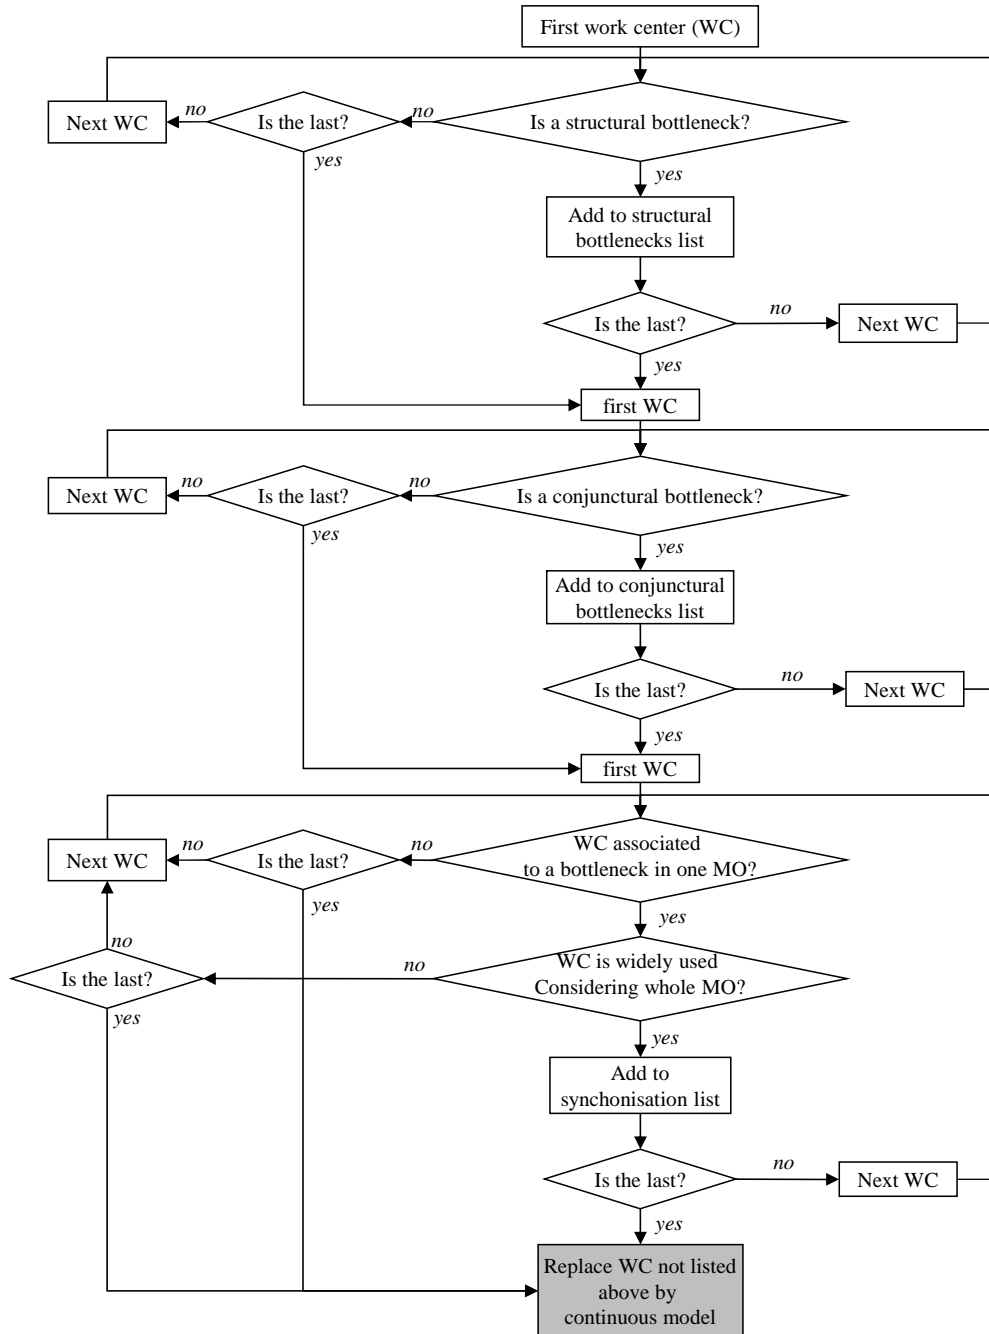 First work center (WC)
Next WC
no
Is the last?
no
Is a structural bottleneck?
yes
yes
Add to structural
bottlenecks list
Is the last?
no
Next WC
yes
first WC
Next WC
no
Is the last?
no
Is a conjunctural bottleneck?
yes
yes
Add to conjunctural
bottlenecks list
Is the last?
no
Next WC
yes
first WC
Next WC
no
Is the last?
no
WC associated
to a bottleneck in one MO?
yes
yes
no
Is the last?
no
WC is widely used
Considering whole MO?
yes
yes
Add to
synchonisation list
Is the last?
no
Next WC
yes
Replace WC not listed
above by
continuous model